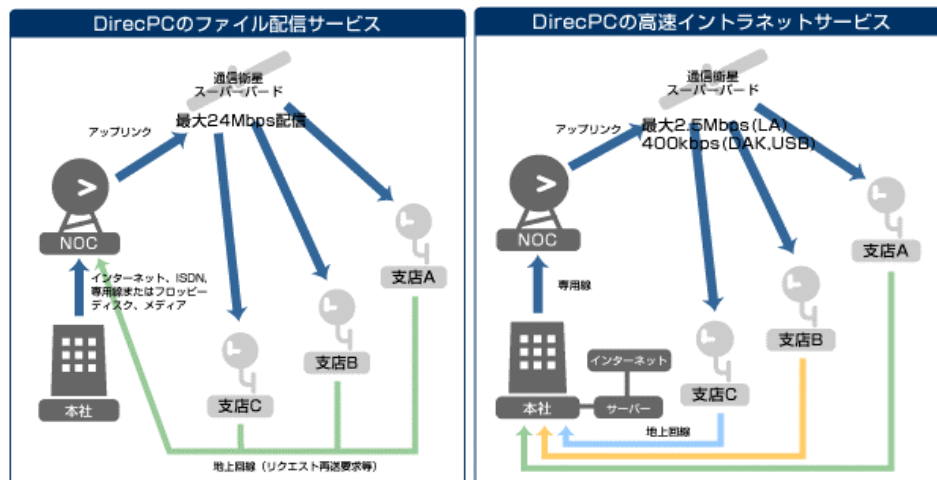 DirecPCのファイル配信サービス
通信衛星
スーパーバード
最大24Mbps配信
アップリンク
NOC
インターネット、ISDN,
専用線またはフロッピー
ディスク、メディア
本社
支店A
支店B
支店C
地上回線（リクエスト再送要求等）
DirecPCの高速イントラネットサービス
通信衛星
スーパーバード
最大2.5Mbps(LA)
400kbps(DAK,USB)
アップリンク
NOC
専用線
支店A
支店B
支店C
インターネット
サーバー
本社
地上回線